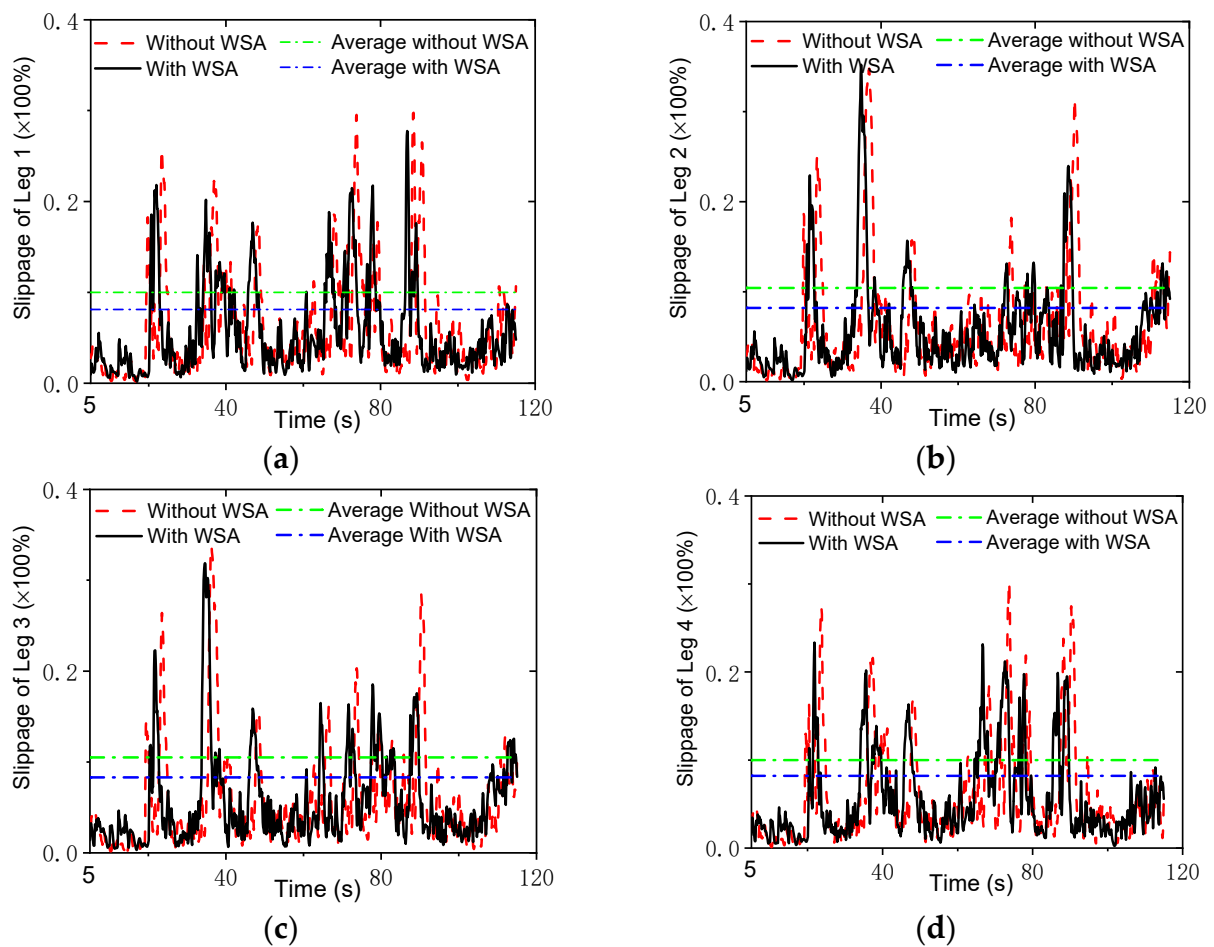 0.4
Without WSA
Average without WSA
With WSA
Average with WSA
Slippage of Leg 1 (×100%)
0.2
0.0
5
40
80
120
Time (s)
(a)
0.4
Without WSA
Average without WSA
With WSA
Average with WSA
Slippage of Leg 2 (×100%)
0.2
0.0
5
40
80
120
Time (s)
(b)
0.4
Without WSA
Average Without WSA
With WSA
Average With WSA
Slippage of Leg 3 (×100%)
0.2
0.0
5
40
80
120
Time (s)
(c)
0.4
Without WSA
Average without WSA
With WSA
Average with WSA
Slippage of Leg 4 (×100%)
0.2
0.0
5
40
80
120
Time (s)
(d)